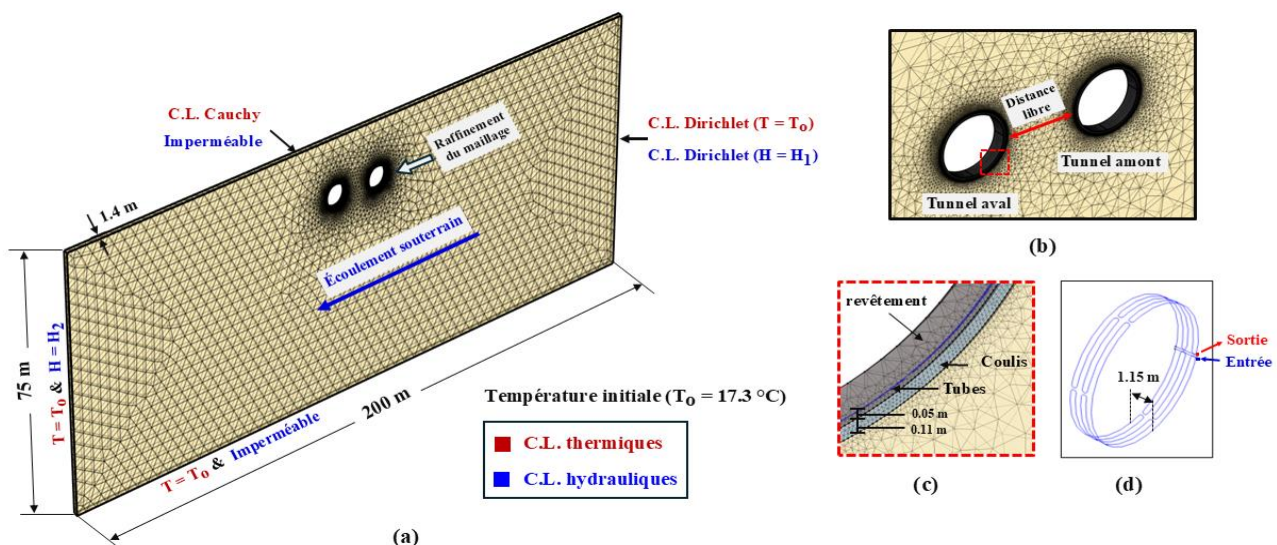 C.L. Cauchy
Imperméable
Raffinement
du maillage
C.L. Dirichlet (T = To)
C.L. Dirichlet (H = H1)
1.4 m
Écoulement souterrain
75 m
T = To & H = H2
T = To & Imperméable
200 m
Température initiale (To = 17.3 °C)
C.L. thermiques
C.L. hydrauliques
(a)
Distance
libre
Tunnel amont
Tunnel aval
(b)
revêtement
Coulis
Tubes
0.05 m
0.11 m
(c)
Sortie
Entrée
1.15 m
(d)